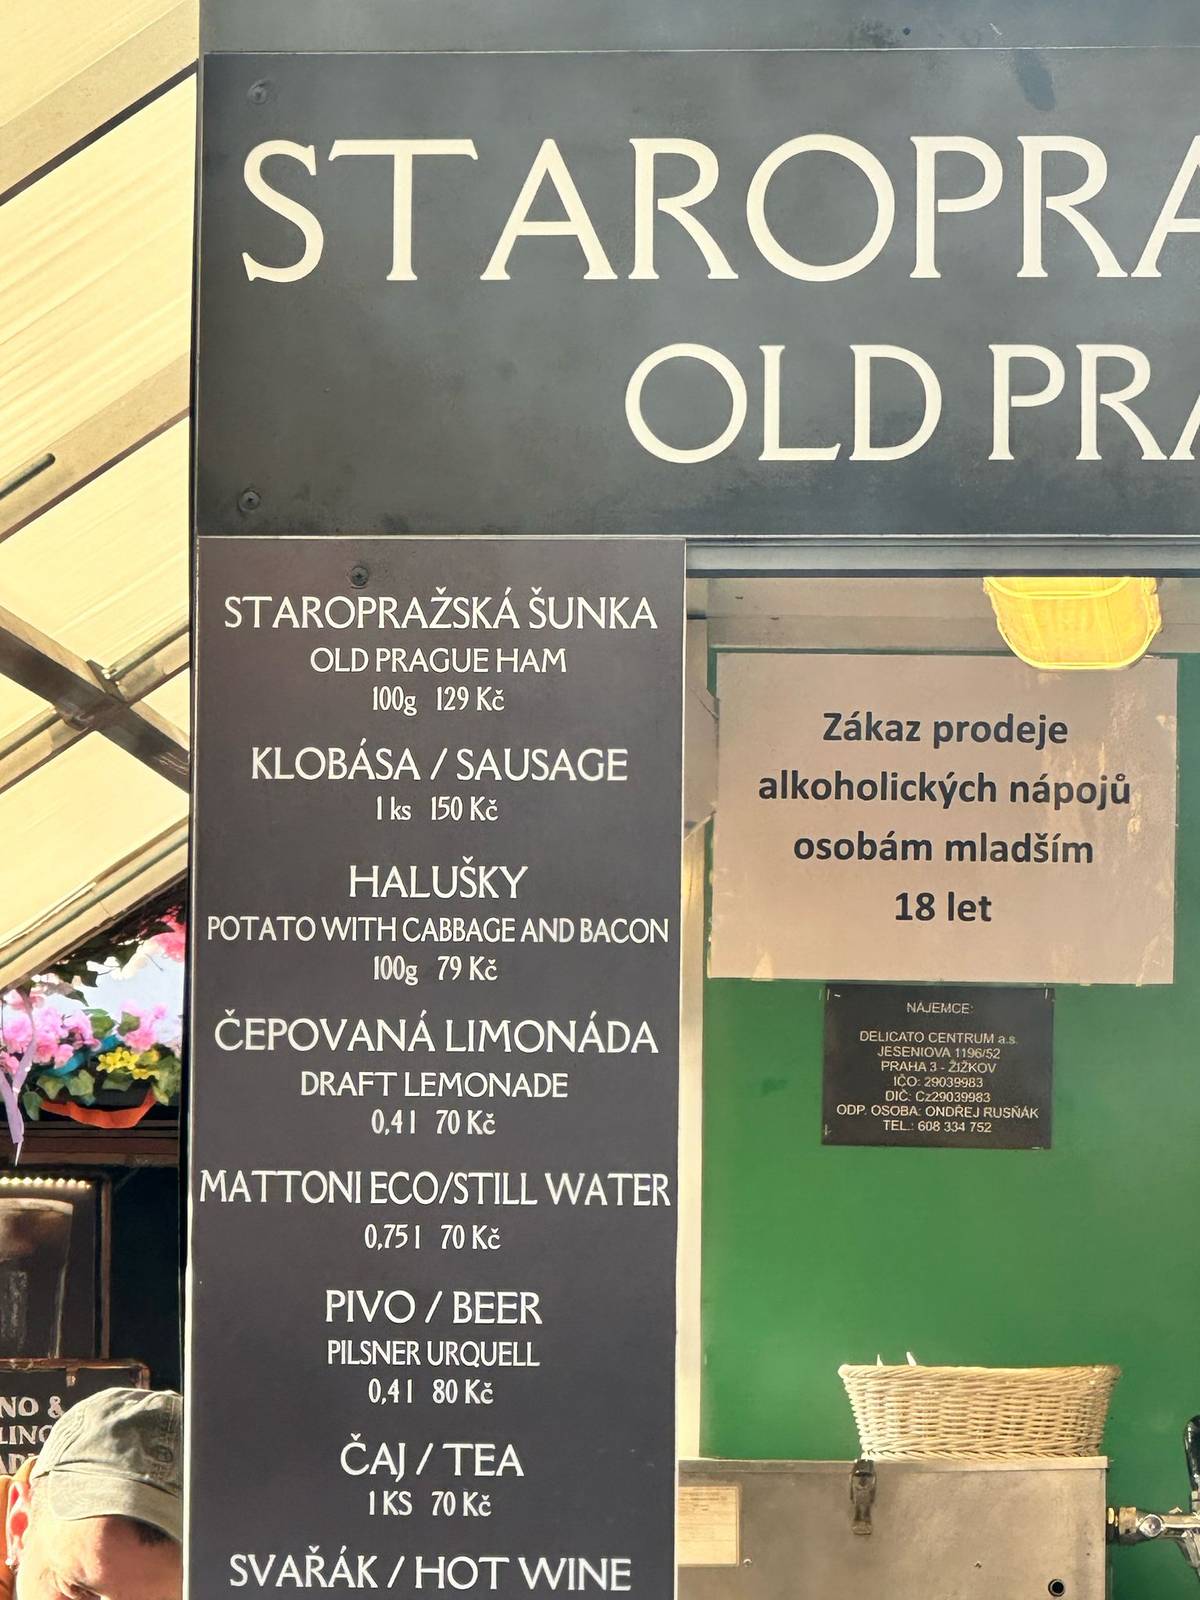 STAROPRA
OLD PRA
STAROPRAŽSKÁ ŠUNKA
OLD PRAGUE HAM
100g 129 Kč
KLOBÁSA / SAUSAGE
1 ks 150 Kč
HALUŠKY
POTATO WITH CABBAGE AND BACON
100g 79 Kč
ČEPOVANÁ LIMONÁDA
DRAFT LEMONADE
0,4 l 70 Kč
MATTONI ECO/STILL WATER
0,75 l 70 Kč
PIVO / BEER
PILSNER URQUELL
0,4 l 80 Kč
ČAJ / TEA
1 KS 70 Kč
SVAŘÁK / HOT WINE
Zákaz prodeje
alkoholických nápojů
osobám mladším
18 let
NÁJEMCE:
DELICATO CENTRUM a.s.
JESENIOVA 1196/52
PRAHA 3 - ŽIŽKOV
IČO: 29039983
DIČ: Cz29039983
ODP. OSOBA: ONDŘEJ RUSŇÁK
TEL.: 608 334 752
NO &
LING